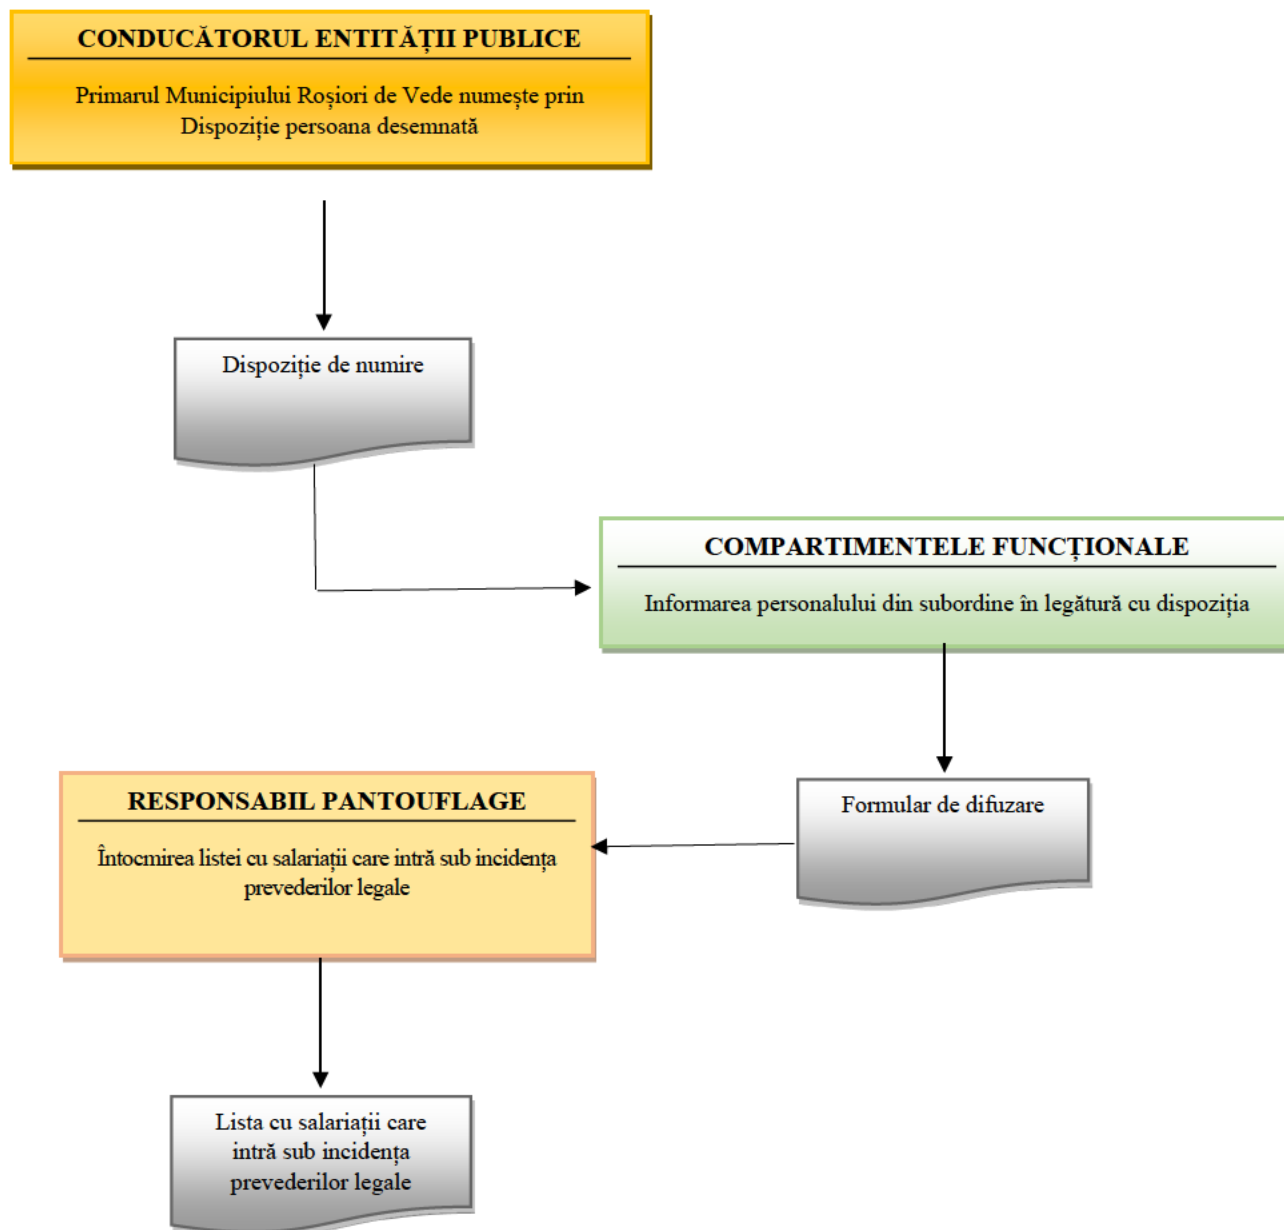 CONDUCĂTORUL ENTITĂȚII PUBLICE
Primarul Municipiului Roșiori de Vede numește prin
Dispoziție persoana desemnată
Dispoziție de numire
COMPARTIMENTELE FUNCȚIONALE
Informarea personalului din subordine în legătură cu dispoziția
Formular de difuzare
RESPONSABIL PANTOUFLAGE
Întocmirea listei cu salariații care intră sub incidența
prevederilor legale
Lista cu salariații care
intră sub incidența
prevederilor legale